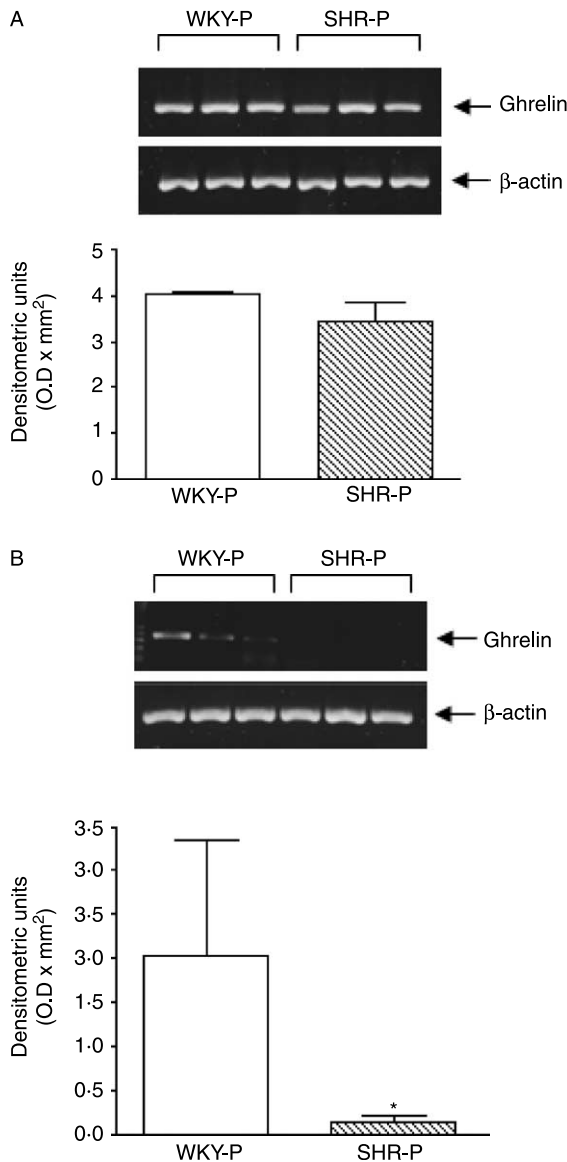 A
WKY-P SHR-P
Ghrelin
β-actin
Densitometric units
(O.D x mm²)
5
4
3
2
1
0
WKY-P SHR-P
B
WKY-P SHR-P
Ghrelin
β-actin
Densitometric units
(O.D x mm²)
3·5
3·0
3·5
3·0
1·5
1·0
0·5
0·0
*
WKY-P SHR-P